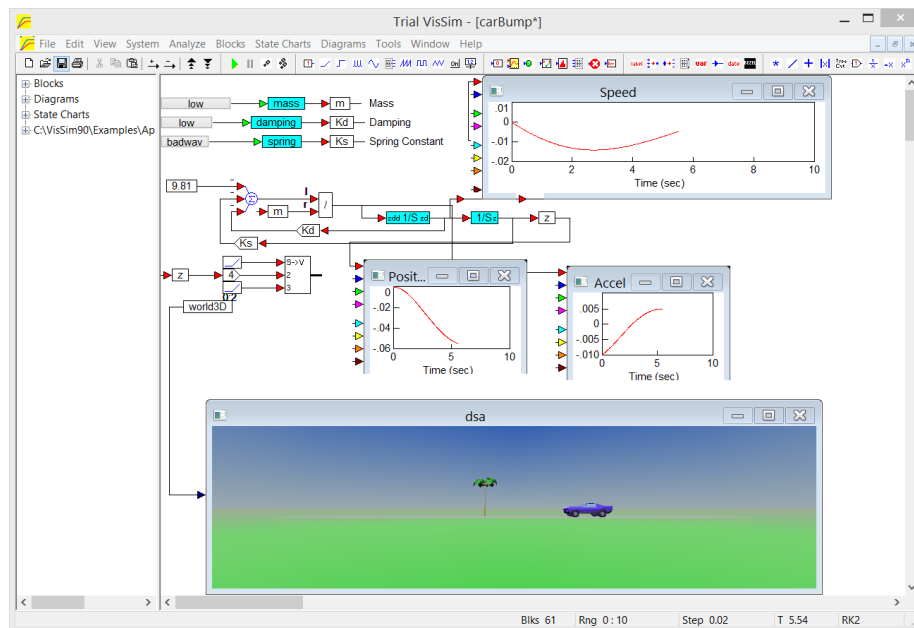 Trial VisSim - [carBump*]
File Edit View System Analyze Blocks State Charts Diagrams Tools Window Help
Blocks
Diagrams
State Charts
C:\VisSim90\Examples\Ap
low mass m Mass
low damping Kd Damping
badwav spring Ks Spring Constant
Speed
.01
0
-.01
-.02
0 2 4 6 8 10
Time (sec)
9.81
Σ
l
r
/
m
Kd
Ks
zdd 1/S zd
1/S z
z
z
4
0.2
S->V
2
3
world3D
Posit...
0
-.02
-.04
-.06
0 5 10
Time (sec)
Accel
.005
0
-.005
-.010
0 5 10
Time (sec)
dsa
Blks 61 Rng 0 : 10 Step 0.02 T 5.54 RK2